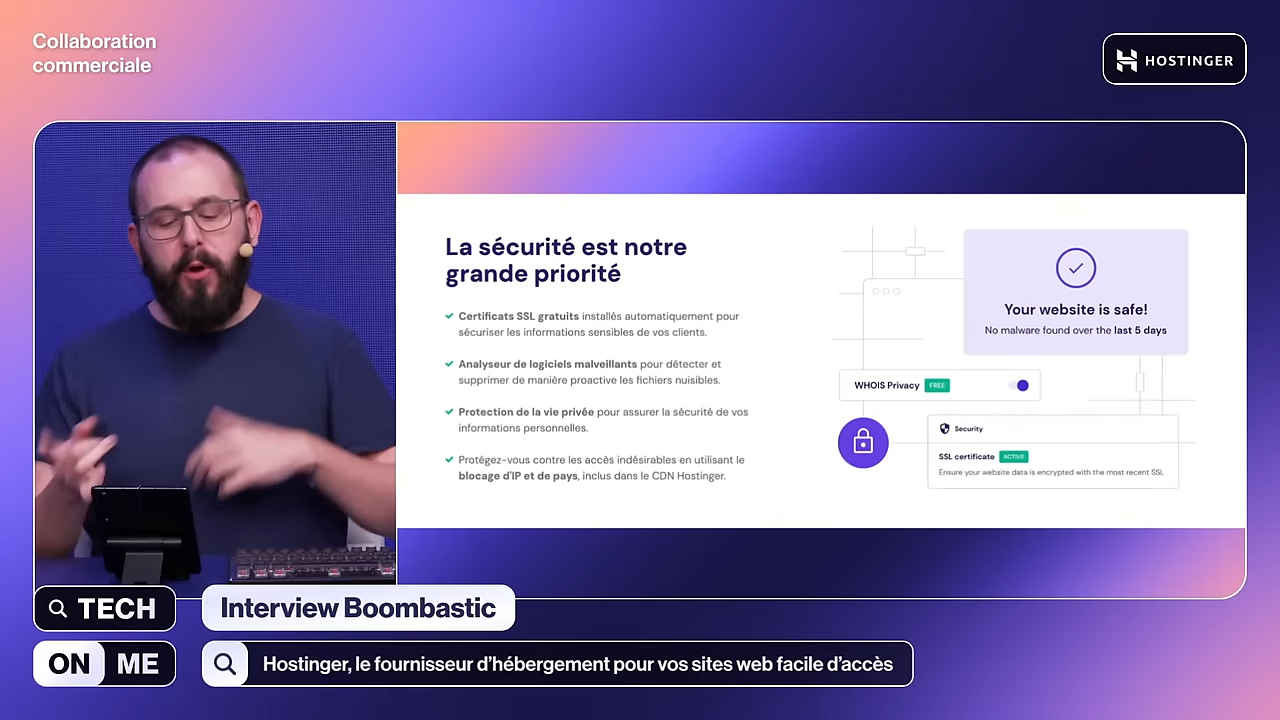 Collaboration
commerciale
HOSTINGER
La sécurité est notre
grande priorité
Certificats SSL gratuits installés automatiquement pour
sécuriser les informations sensibles de vos clients.
Analyseur de logiciels malveillants pour détecter et
supprimer de manière proactive les fichiers nuisibles.
Protection de la vie privée pour assurer la sécurité de vos
informations personnelles.
Protégez-vous contre les accès indésirables en utilisant le
blocage d'IP et de pays, inclus dans le CDN Hostinger.
Your website is safe!
No malware found over the last 5 days
WHOIS Privacy FREE
Security
SSL certificate ACTIVE
Ensure your website data is encrypted with the most recent SSL
TECH
ON ME
Interview Boombastic
Hostinger, le fournisseur d’hébergement pour vos sites web facile d’accès